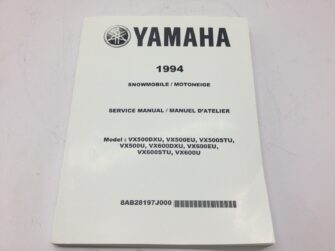 YAMAHA
1994
SNOWMOBILE / MOTONEIGE
SERVICE MANUAL / MANUEL D'ATELIER
Model : VX500DXU, VX500EU, VX500STU,
VX500U, VX600DXU, VX600EU,
VX600STU, VX600U
8AB28197J000